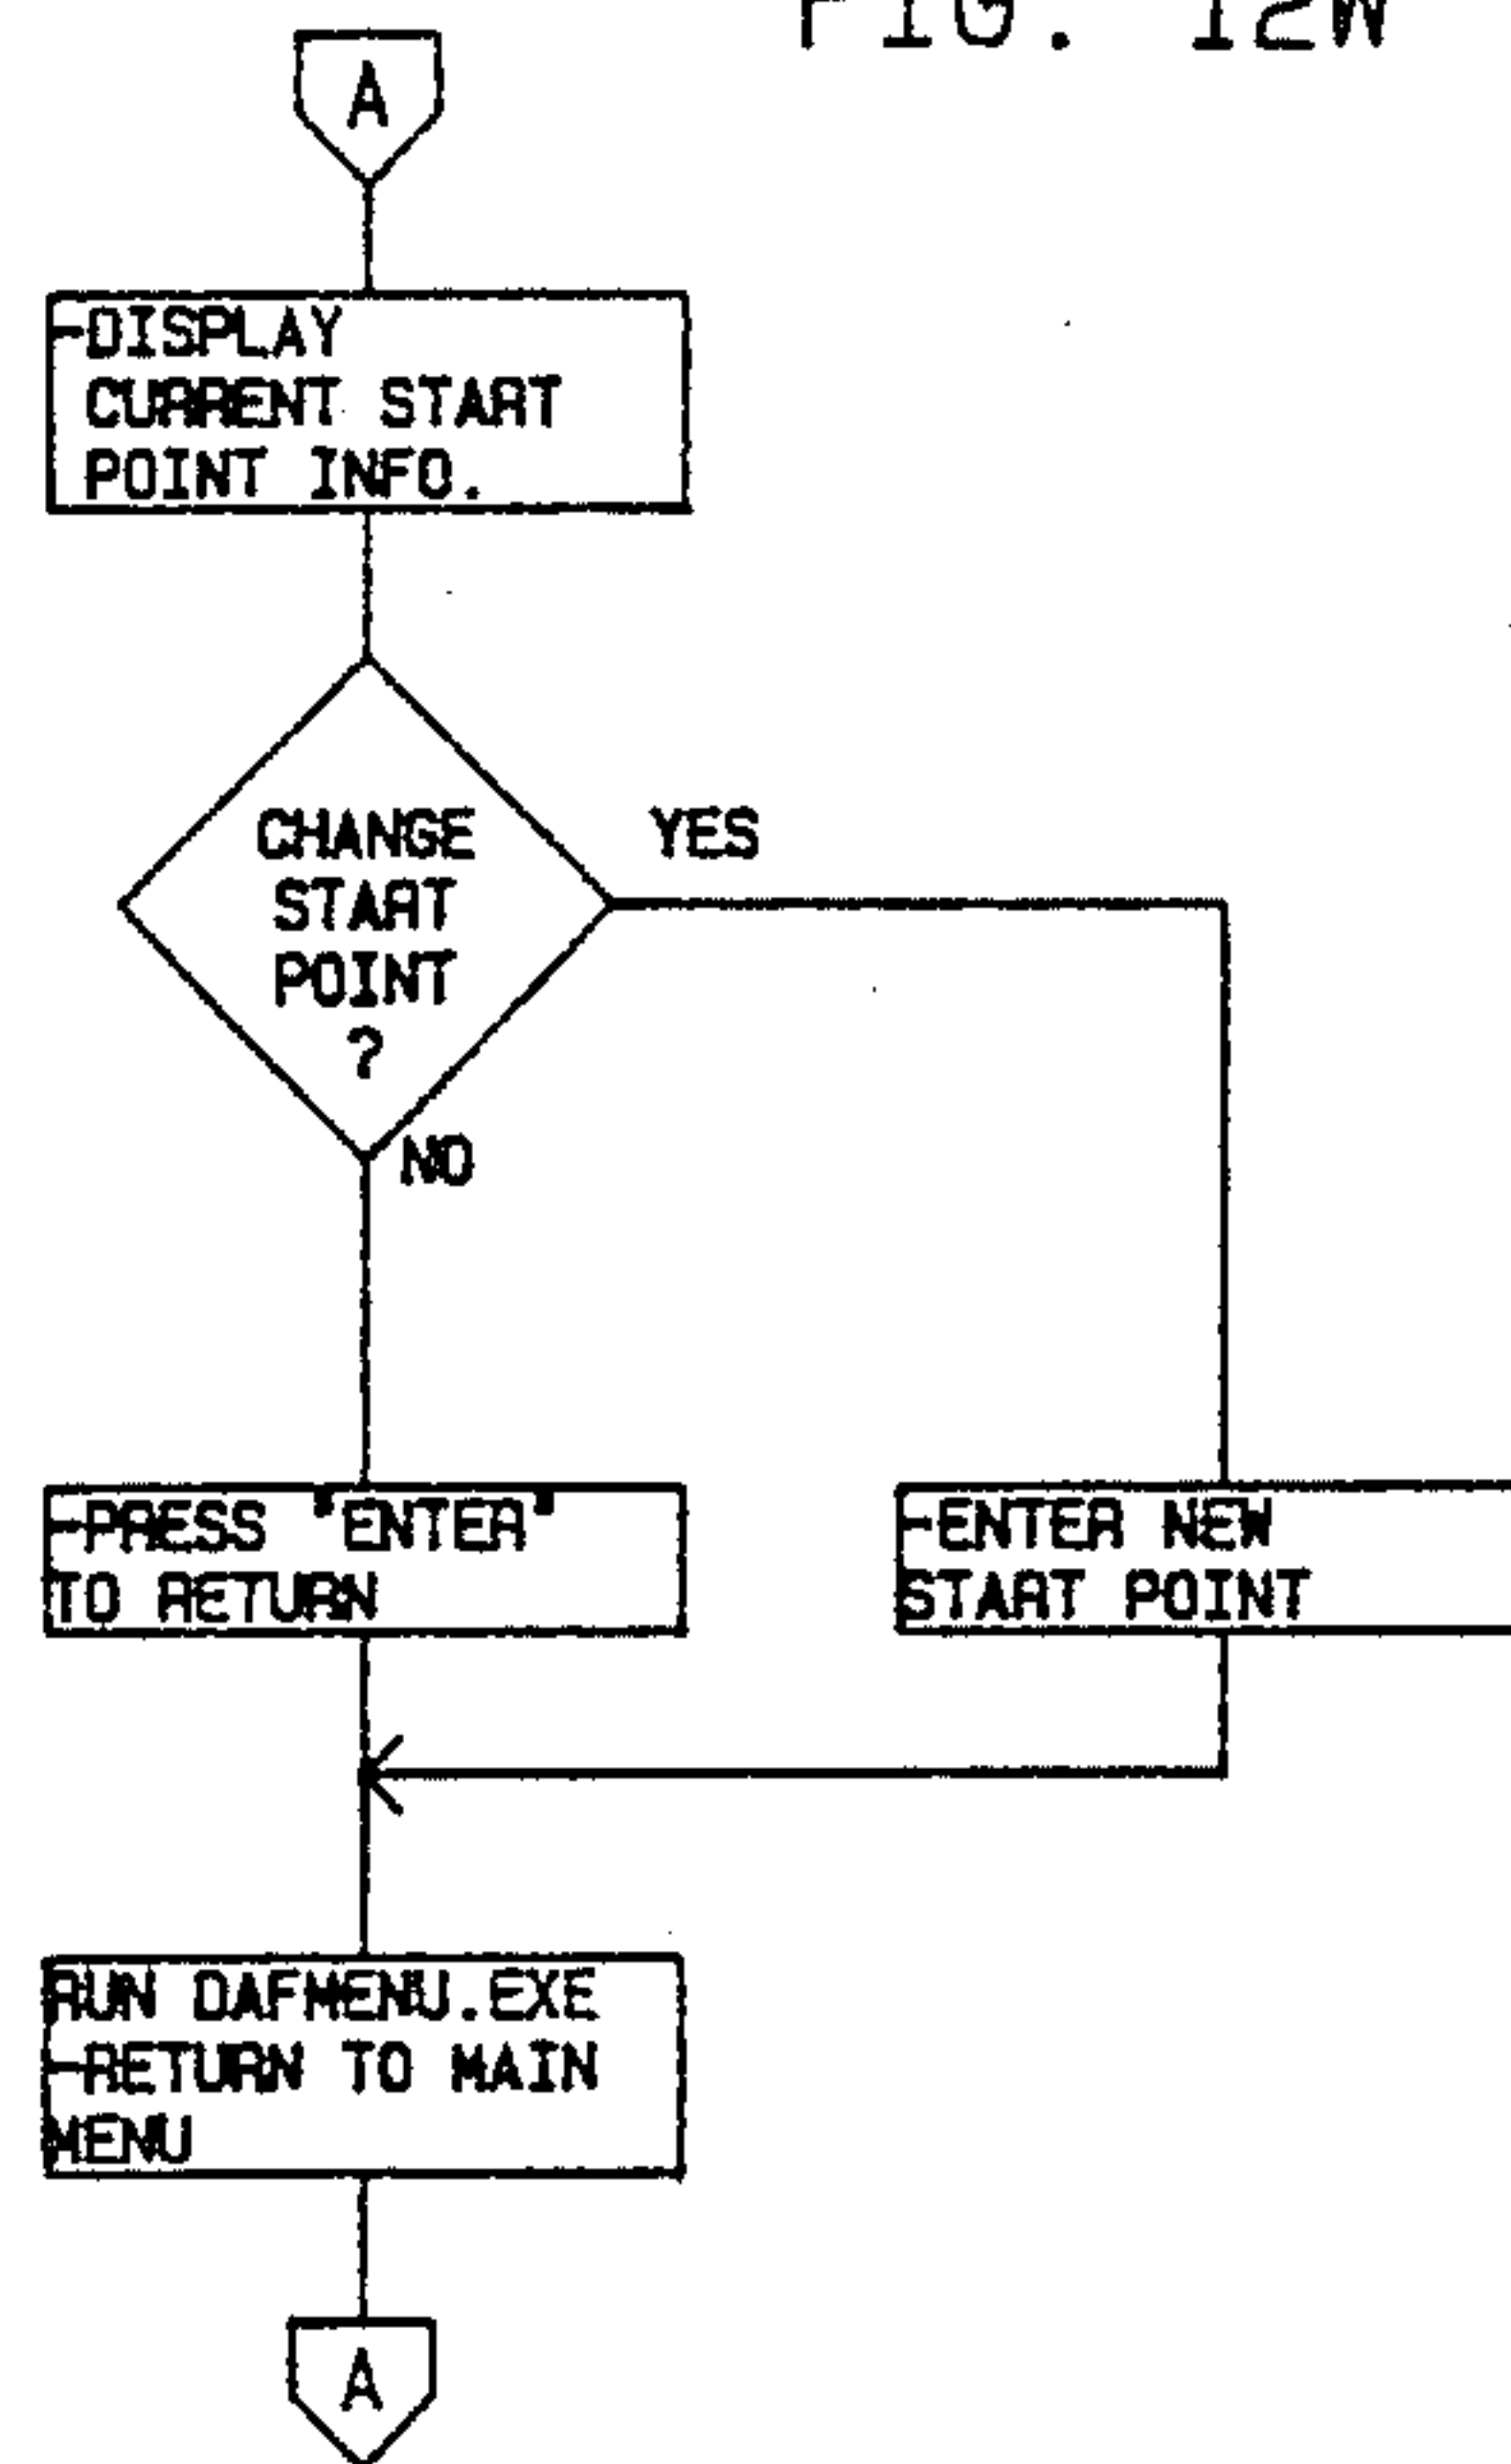 FIG. 12W
A
-DISPLAY
CURRENT START
POINT INFO.
CHANGE
START
POINT
?
YES
NO
-PRESS "ENTER"
TO RETURN
-ENTER NEW
START POINT
RUN OAFMENU.EXE
-RETURN TO MAIN
MENU
A